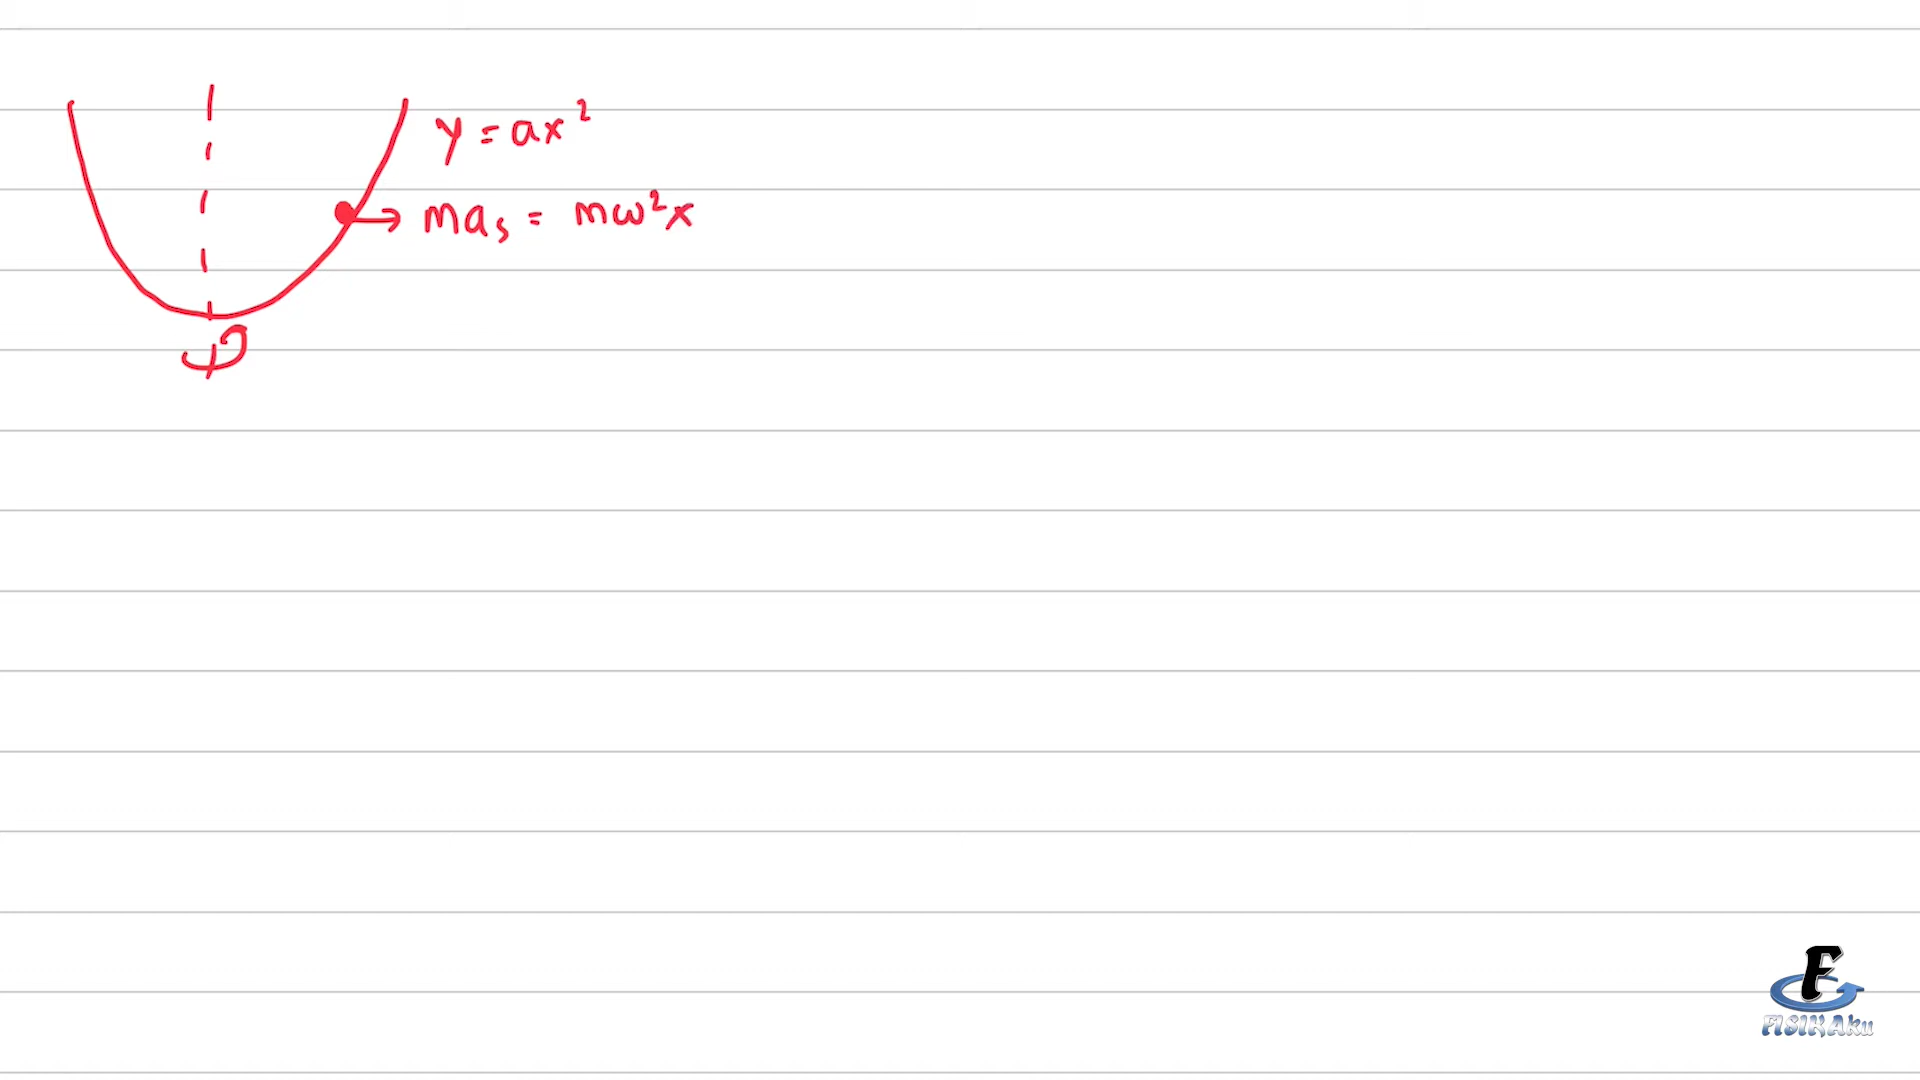 y = ax²
ma_s = mω²x
F
FISIKAku